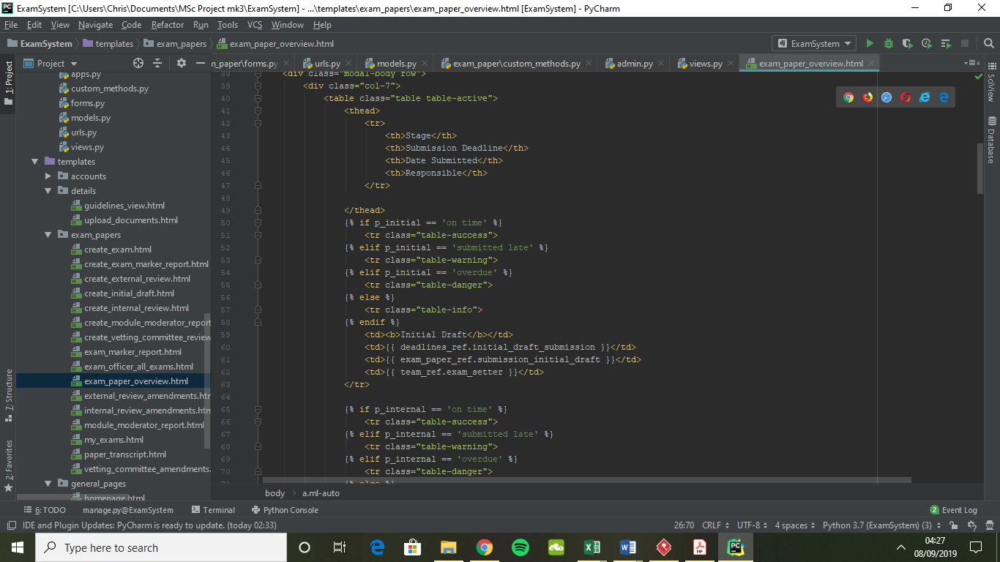 ExamSystem [C:\Users\Chris\Documents\MSc Project mk3\ExamSystem] - ...\templates\exam_papers\exam_paper_overview.html [ExamSystem] - PyCharm
File Edit View Navigate Code Refactor Run Tools VCS Window Help
ExamSystem templates exam_papers exam_paper_overview.html ExamSystem
1: Project
Project
m_paper\forms.py urls.py models.py exam_paper\custom_methods.py admin.py views.py exam_paper_overview.html 4
apps.py
custom_methods.py
forms.py
models.py
urls.py
views.py
templates
accounts
details
guidelines_view.html
upload_documents.html
exam_papers
create_exam.html
create_exam_marker_report.html
create_external_review.html
create_initial_draft.html
create_internal_review.html
create_module_moderator_report
create_vetting_committee_review
exam_marker_report.html
exam_officer_all_exams.html
exam_paper_overview.html
external_review_amendments.htm
internal_review_amendments.htm
module_moderator_report.html
my_exams.html
paper_transcript.html
vetting_committee_amendments.
general_pages
homepage.html
7: Structure
2: Favorites
38 <div class="modal-body row">
39 <div class="col-7">
40 <table class="table table-active">
41 <thead>
42 <tr>
43 <th>Stage</th>
44 <th>Submission Deadline</th>
45 <th>Date Submitted</th>
46 <th>Responsible</th>
47 </tr>
48
49 </thead>
50 {% if p_initial == 'on time' %}
51 <tr class="table-success">
52 {% elif p_initial == 'submitted late' %}
53 <tr class="table-warning">
54 {% elif p_initial == 'overdue' %}
55 <tr class="table-danger">
56 {% else %}
57 <tr class="table-info">
58 {% endif %}
59 <td><b>Initial Draft</b></td>
60 <td>{{ deadlines_ref.initial_draft_submission }}</td>
61 <td>{{ exam_paper_ref.submission_initial_draft }}</td>
62 <td>{{ team_ref.exam_setter }}</td>
63 </tr>
64
65 {% if p_internal == 'on time' %}
66 <tr class="table-success">
67 {% elif p_internal == 'submitted late' %}
68 <tr class="table-warning">
69 {% elif p_internal == 'overdue' %}
70 <tr class="table-danger">
71 {% else %}
SciView
Database
body a.ml-auto
6: TODO manage.py@ExamSystem Terminal Python Console 2 Event Log
IDE and Plugin Updates: PyCharm is ready to update. (today 02:33) 26:70 CRLF UTF-8 4 spaces Python 3.7 (ExamSystem) (3)
Type here to search
04:27
08/09/2019